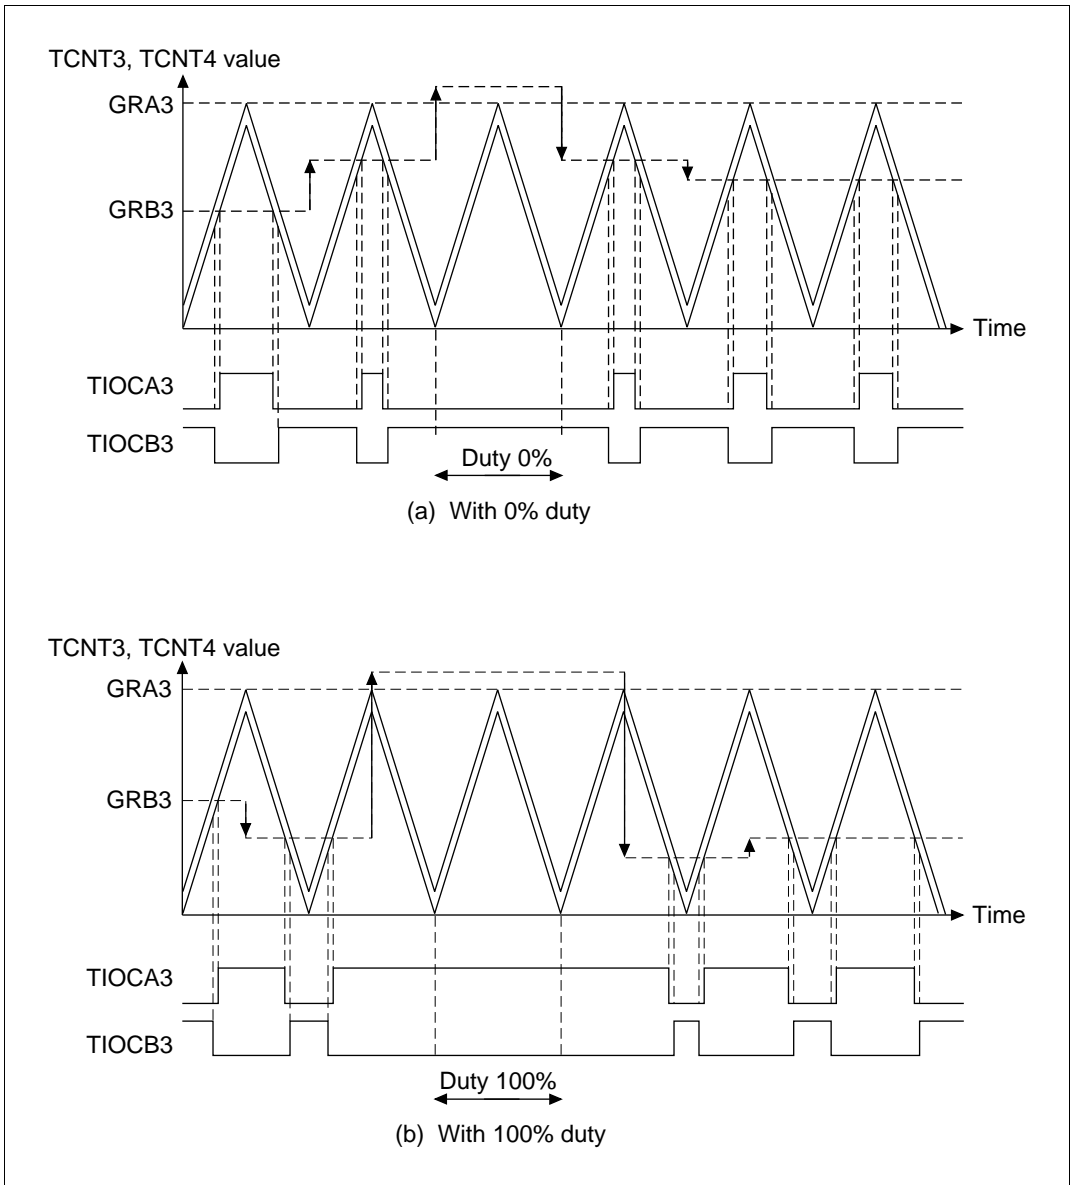 TCNT3, TCNT4 value
GRA3
GRB3
Time
TIOCA3
TIOCB3
Duty 0%
(a) With 0% duty
TCNT3, TCNT4 value
GRA3
GRB3
Time
TIOCA3
TIOCB3
Duty 100%
(b) With 100% duty